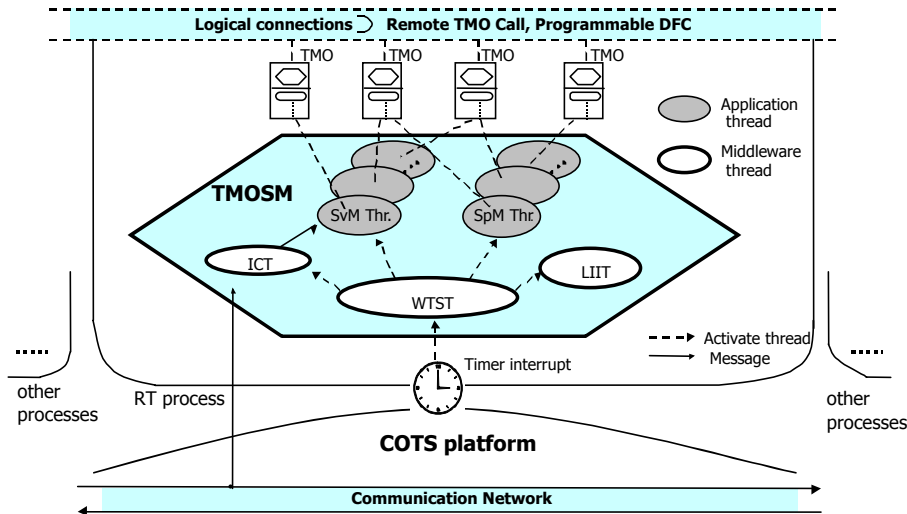 Logical connections Remote TMO Call, Programmable DFC
TMO TMO TMO TMO
Application
thread
Middleware
thread
TMOSM
SvM Thr. SpM Thr.
ICT
LIIT
WTST
Activate thread
Message
Timer interrupt
other
processes
RT process
other
processes
COTS platform
Communication Network